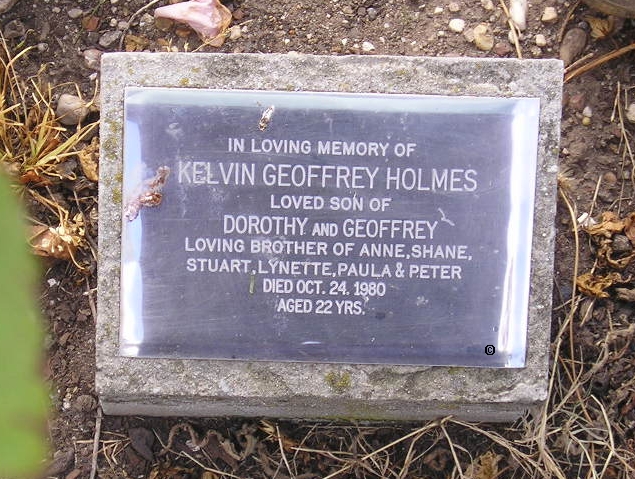 IN LOVING MEMORY OF
KELVIN GEOFFREY HOLMES
LOVED SON OF
DOROTHY AND GEOFFREY
LOVING BROTHER OF ANNE, SHANE,
STUART, LYNETTE, PAULA & PETER
DIED OCT. 24. 1980
AGED 22 YRS.
©